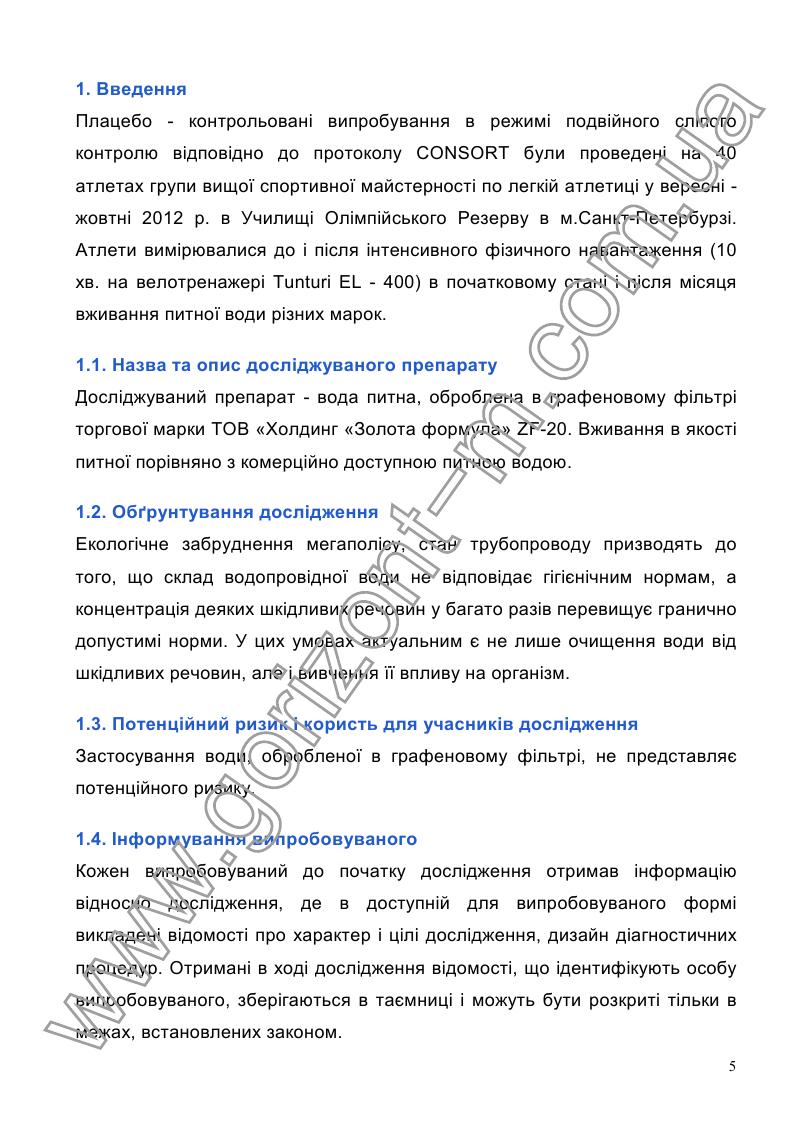 1. Введення
Плацебо - контрольовані випробування в режимі подвійного сліпого
контролю відповідно до протоколу CONSORT були проведені на 40
атлетах групи вищої спортивної майстерності по легкій атлетиці у вересні -
жовтні 2012 р. в Училищі Олімпійського Резерву в м.Санкт-Петербурзі.
Атлети вимірювалися до і після інтенсивного фізичного навантаження (10
хв. на велотренажері Tunturi EL - 400) в початковому стані і після місяця
вживання питної води різних марок.
1.1. Назва та опис досліджуваного препарату
Досліджуваний препарат - вода питна, оброблена в графеновому фільтрі
торгової марки ТОВ «Холдинг «Золота формула» ZF-20. Вживання в якості
питної порівняно з комерційно доступною питною водою.
1.2. Обґрунтування дослідження
Екологічне забруднення мегаполісу, стан трубопроводу призводять до
того, що склад водопровідної води не відповідає гігієнічним нормам, а
концентрація деяких шкідливих речовин у багато разів перевищує гранично
допустимі норми. У цих умовах актуальним є не лише очищення води від
шкідливих речовин, але і вивчення її впливу на організм.
1.3. Потенційний ризик і користь для учасників дослідження
Застосування води, обробленої в графеновому фільтрі, не представляє
потенційного ризику.
1.4. Інформування випробовуваного
Кожен випробовуваний до початку дослідження отримав інформацію
відносно дослідження, де в доступній для випробовуваного формі
викладені відомості про характер і цілі дослідження, дизайн діагностичних
процедур. Отримані в ході дослідження відомості, що ідентифікують особу
випробовуваного, зберігаються в таємниці і можуть бути розкриті тільки в
межах, встановлених законом.
5
www.gorizont-m.com.ua